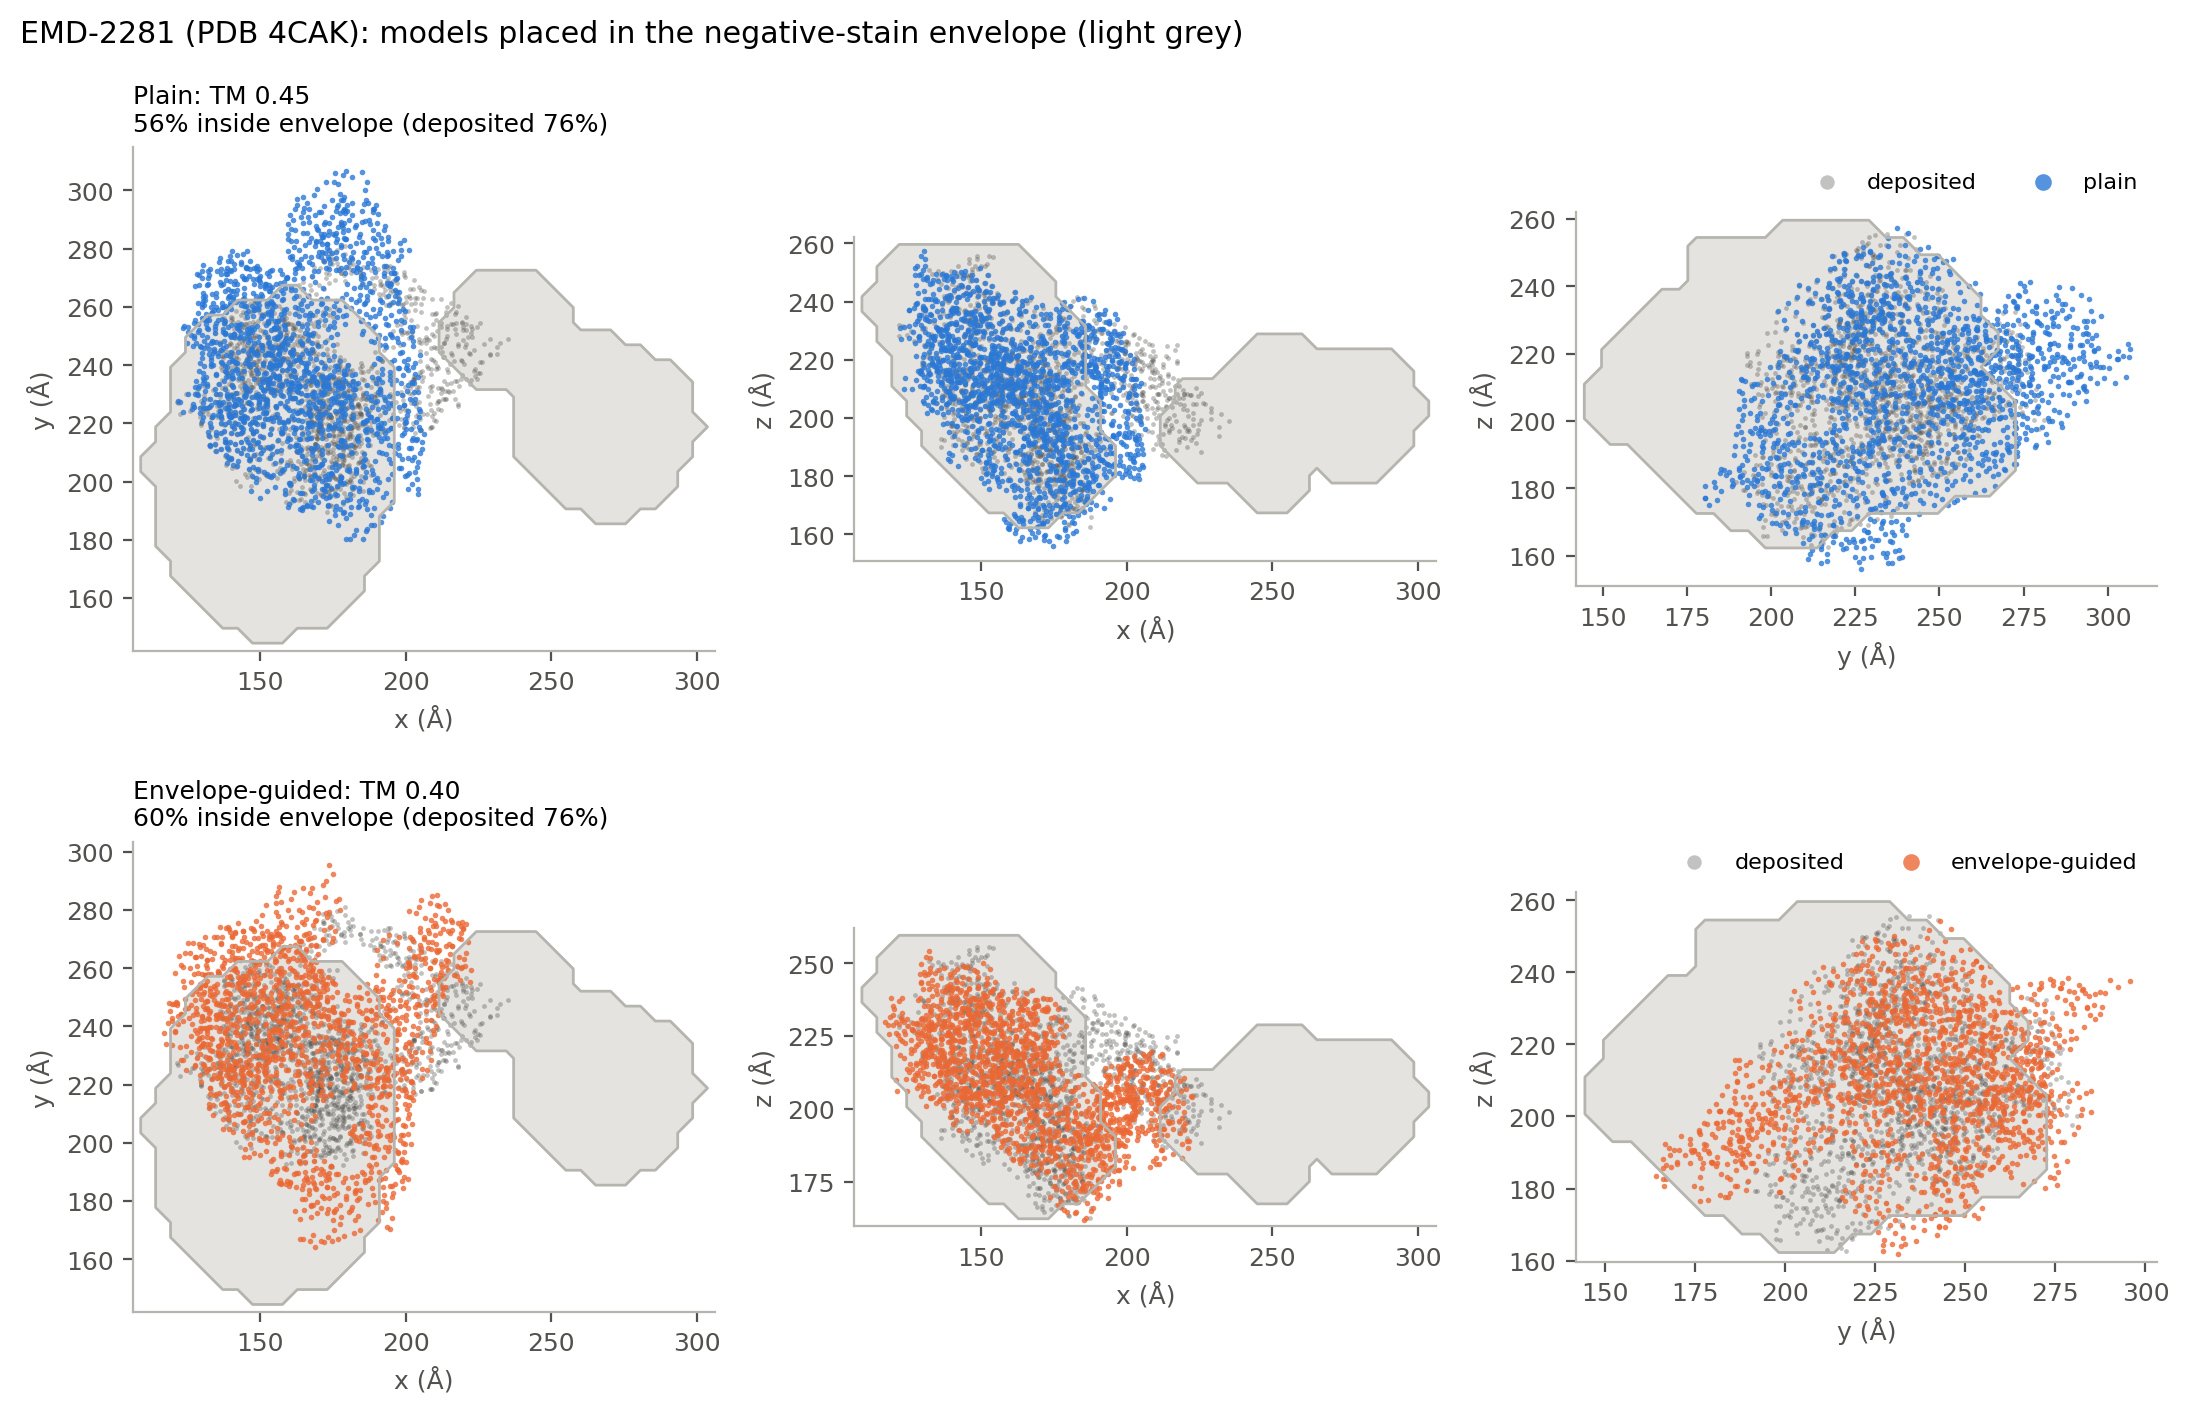 EMD-2281 (PDB 4CAK): models placed in the negative-stain envelope (light grey)
Plain: TM 0.45
56% inside envelope (deposited 76%)
deposited plain
300
280
260
240
220
200
180
160
y (Å)
150 200 250 300
x (Å)
260
240
220
200
180
160
z (Å)
150 200 250 300
x (Å)
260
240
220
200
180
160
z (Å)
150 175 200 225 250 275 300
y (Å)
Envelope-guided: TM 0.40
60% inside envelope (deposited 76%)
deposited envelope-guided
300
280
260
240
220
200
180
160
y (Å)
150 200 250 300
x (Å)
250
225
200
175
z (Å)
150 200 250 300
x (Å)
260
240
220
200
180
160
z (Å)
150 175 200 225 250 275 300
y (Å)